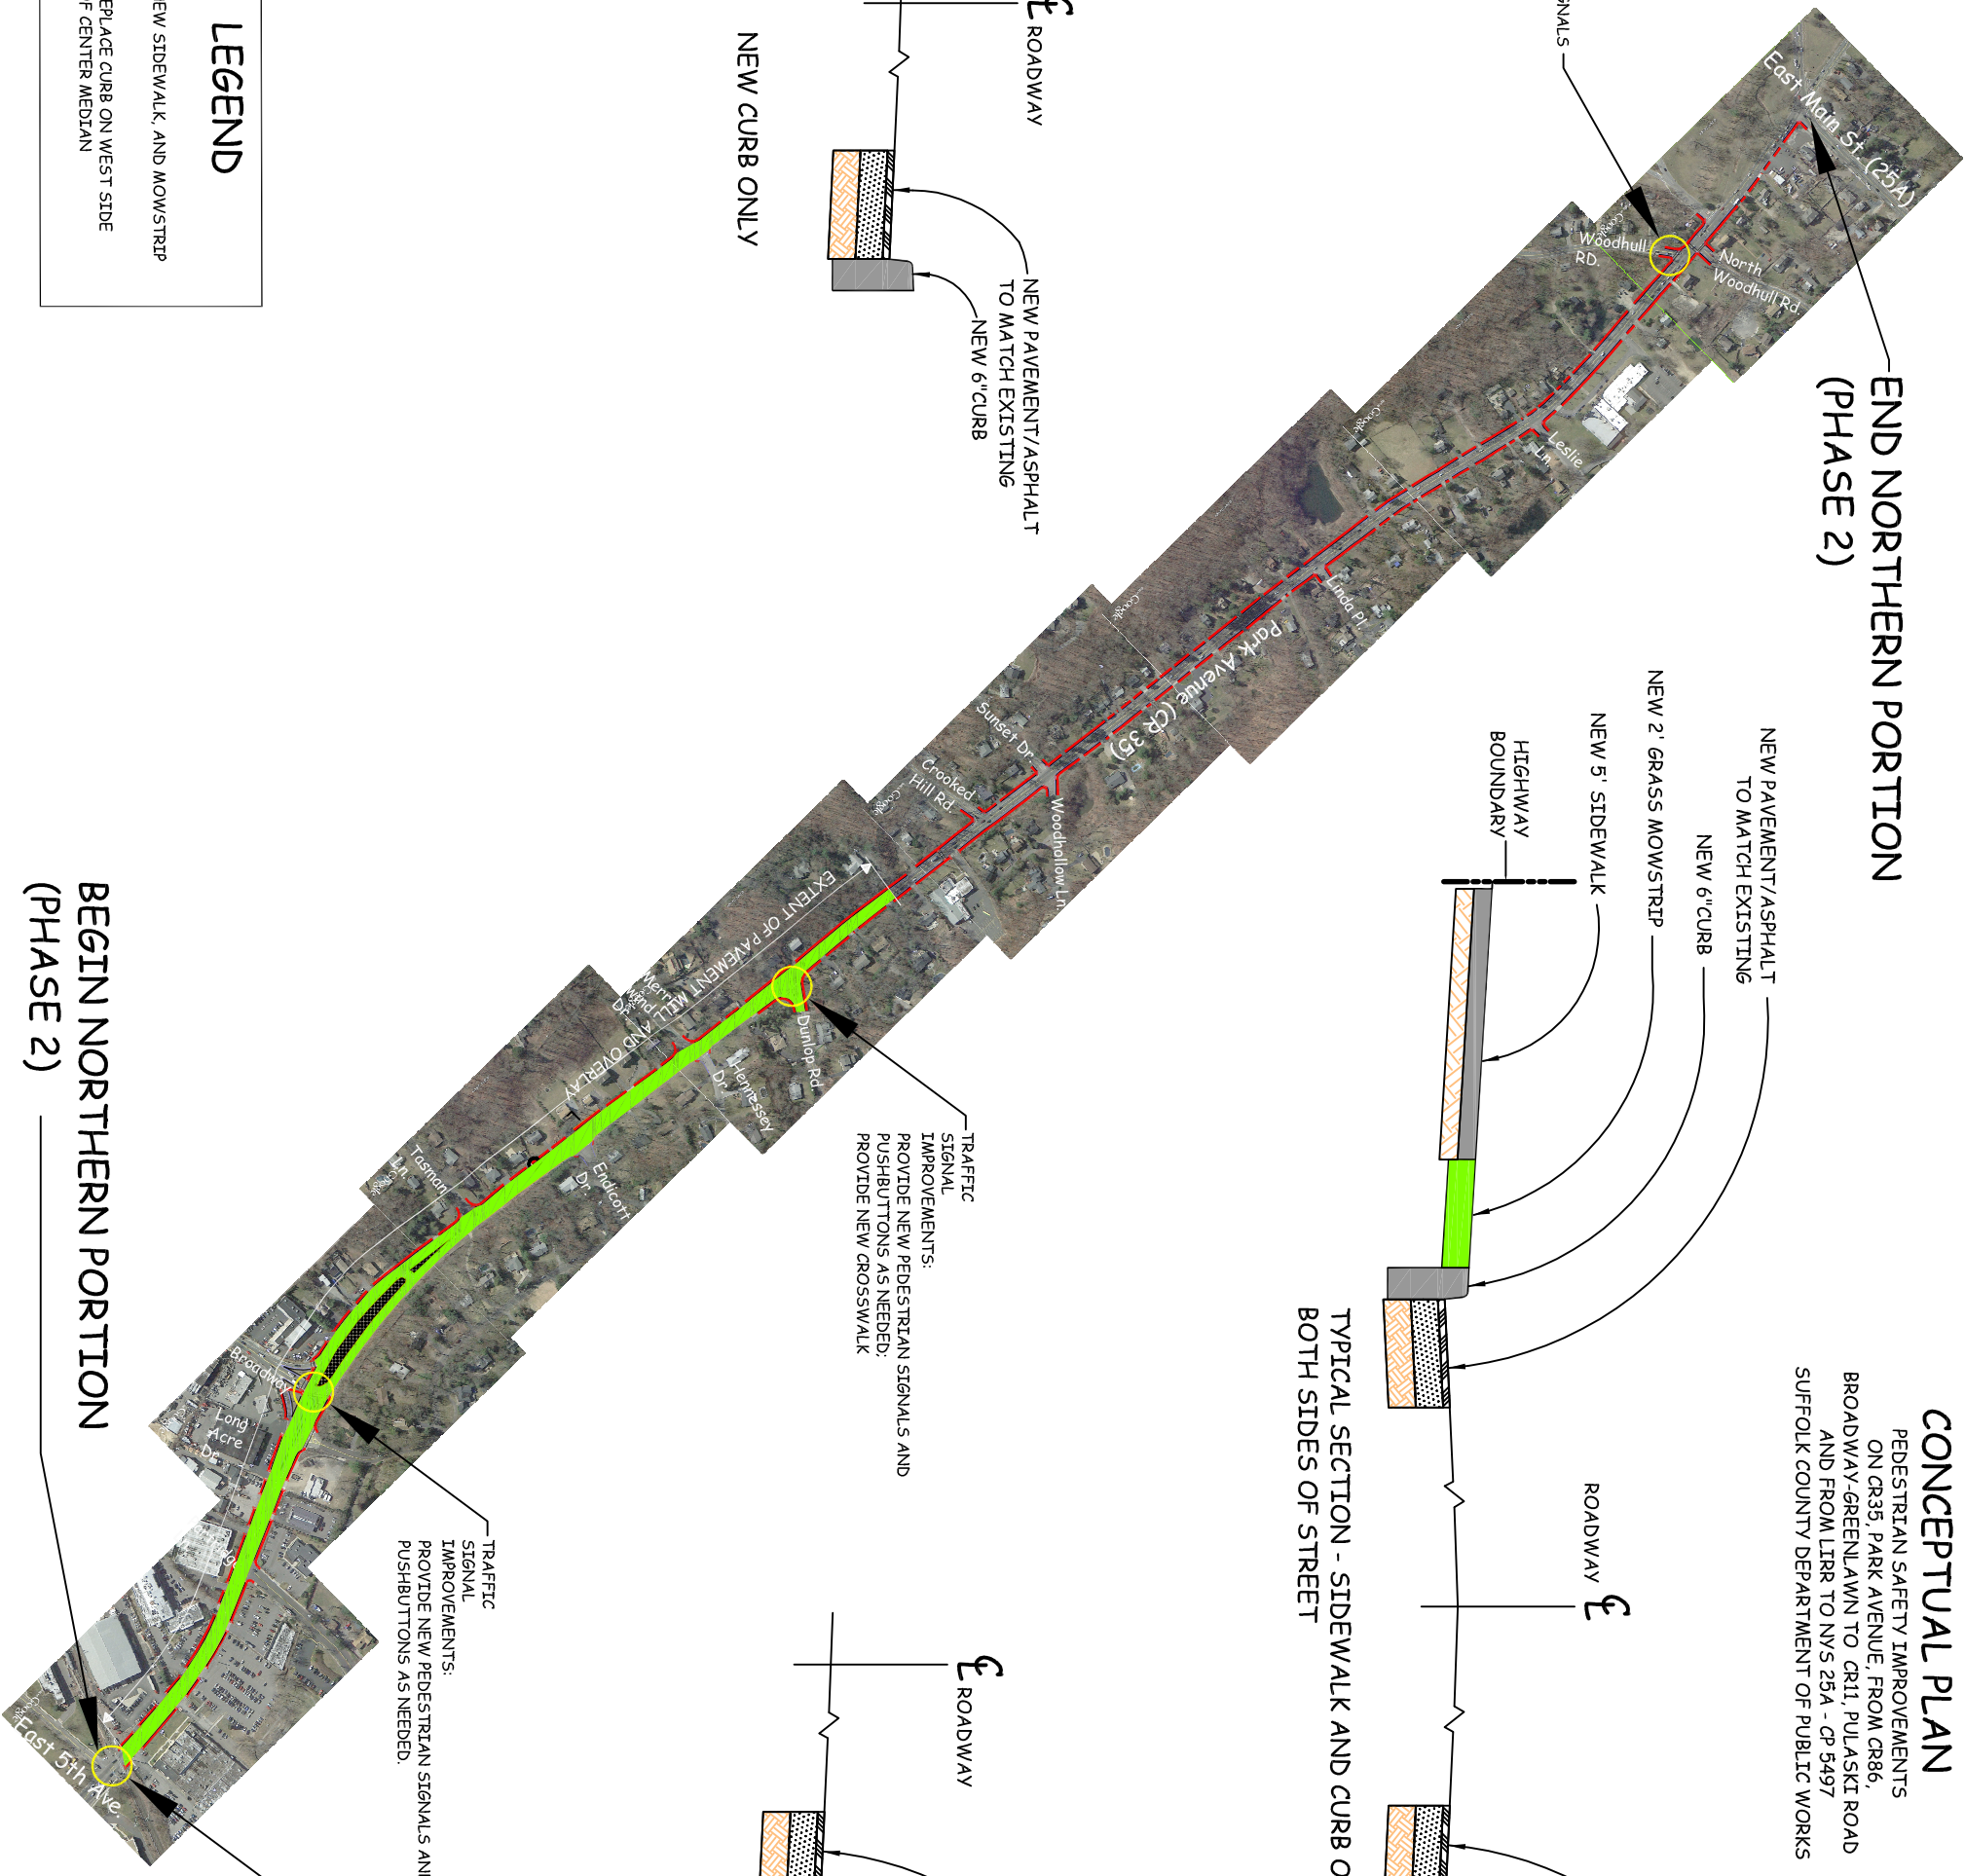 CONCEPTUAL PLAN
PEDESTRIAN SAFETY IMPROVEMENTS
ON CR35, PARK AVENUE, FROM CR86,
BROADWAY-GREENLAWN TO CR11, PULASKI ROAD
AND FROM LIRR TO NYS 25A - CP 5497
SUFFOLK COUNTY DEPARTMENT OF PUBLIC WORKS
END NORTHERN PORTION
(PHASE 2)
East Main St. (25A)
Woodhull
RD.
North
Woodhull Rd.
Leslie
Ln.
Linda Pl.
Park Avenue (CR 35)
Sunset Dr.
Crooked
Hill Rd.
Woodhollow Ln.
EXTENT OF PAVEMENT MILL AND OVERLAY
Dunlop Rd.
Hennessey
Dr.
Endicott
Dr.
Tasman
Ln.
Broadway
Long
Acre
Dr.
East 5th Ave.
Google
NEW PAVEMENT/ASPHALT
TO MATCH EXISTING
NEW 6"CURB
NEW 2' GRASS MOWSTRIP
NEW 5' SIDEWALK
HIGHWAY
BOUNDARY
ROADWAY
TYPICAL SECTION - SIDEWALK AND CURB
BOTH SIDES OF STREET
ROADWAY
NEW PAVEMENT/ASPHALT
TO MATCH EXISTING
NEW 6"CURB
NEW CURB ONLY
ROADWAY
TRAFFIC
SIGNAL
IMPROVEMENTS:
PROVIDE NEW PEDESTRIAN SIGNALS AND
PUSHBUTTONS AS NEEDED;
PROVIDE NEW CROSSWALK
TRAFFIC
SIGNAL
IMPROVEMENTS:
PROVIDE NEW PEDESTRIAN SIGNALS AN
PUSHBUTTONS AS NEEDED.
LEGEND
EW SIDEWALK, AND MOWSTRIP
EPLACE CURB ON WEST SIDE
F CENTER MEDIAN
BEGIN NORTHERN PORTION
(PHASE 2)